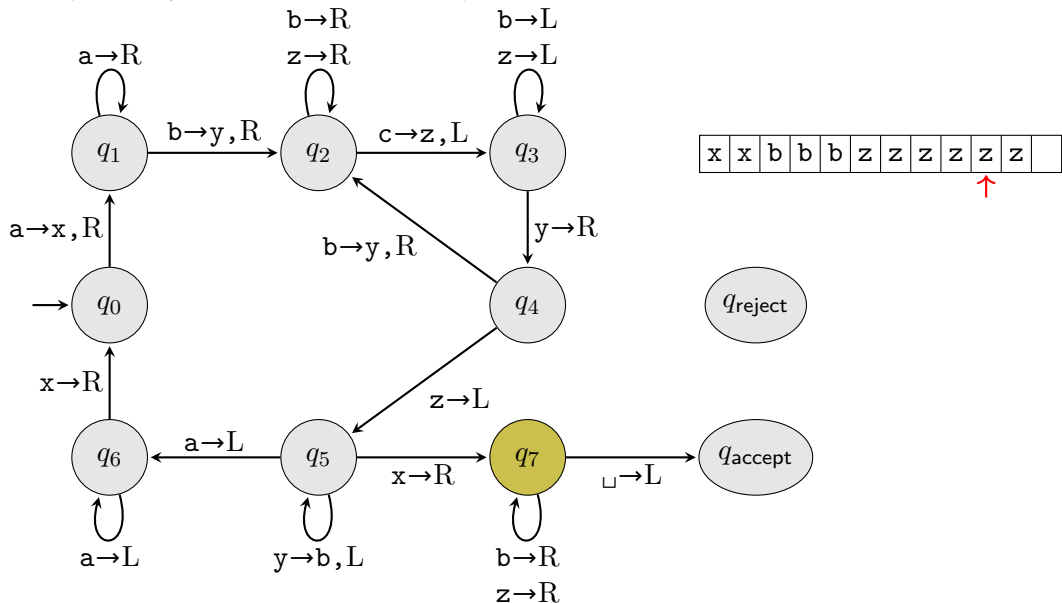 b→R b→L
a→R z→R z→L
q1 b→y,R q2 c→z,L q3 x x b b b z z z z z z
a→x,R b→y,R y→R
q0 q4 qreject
x→R z→L
q6 a→L q5 x→R q7 ␣→L qaccept
a→L y→b,L b→R
z→R